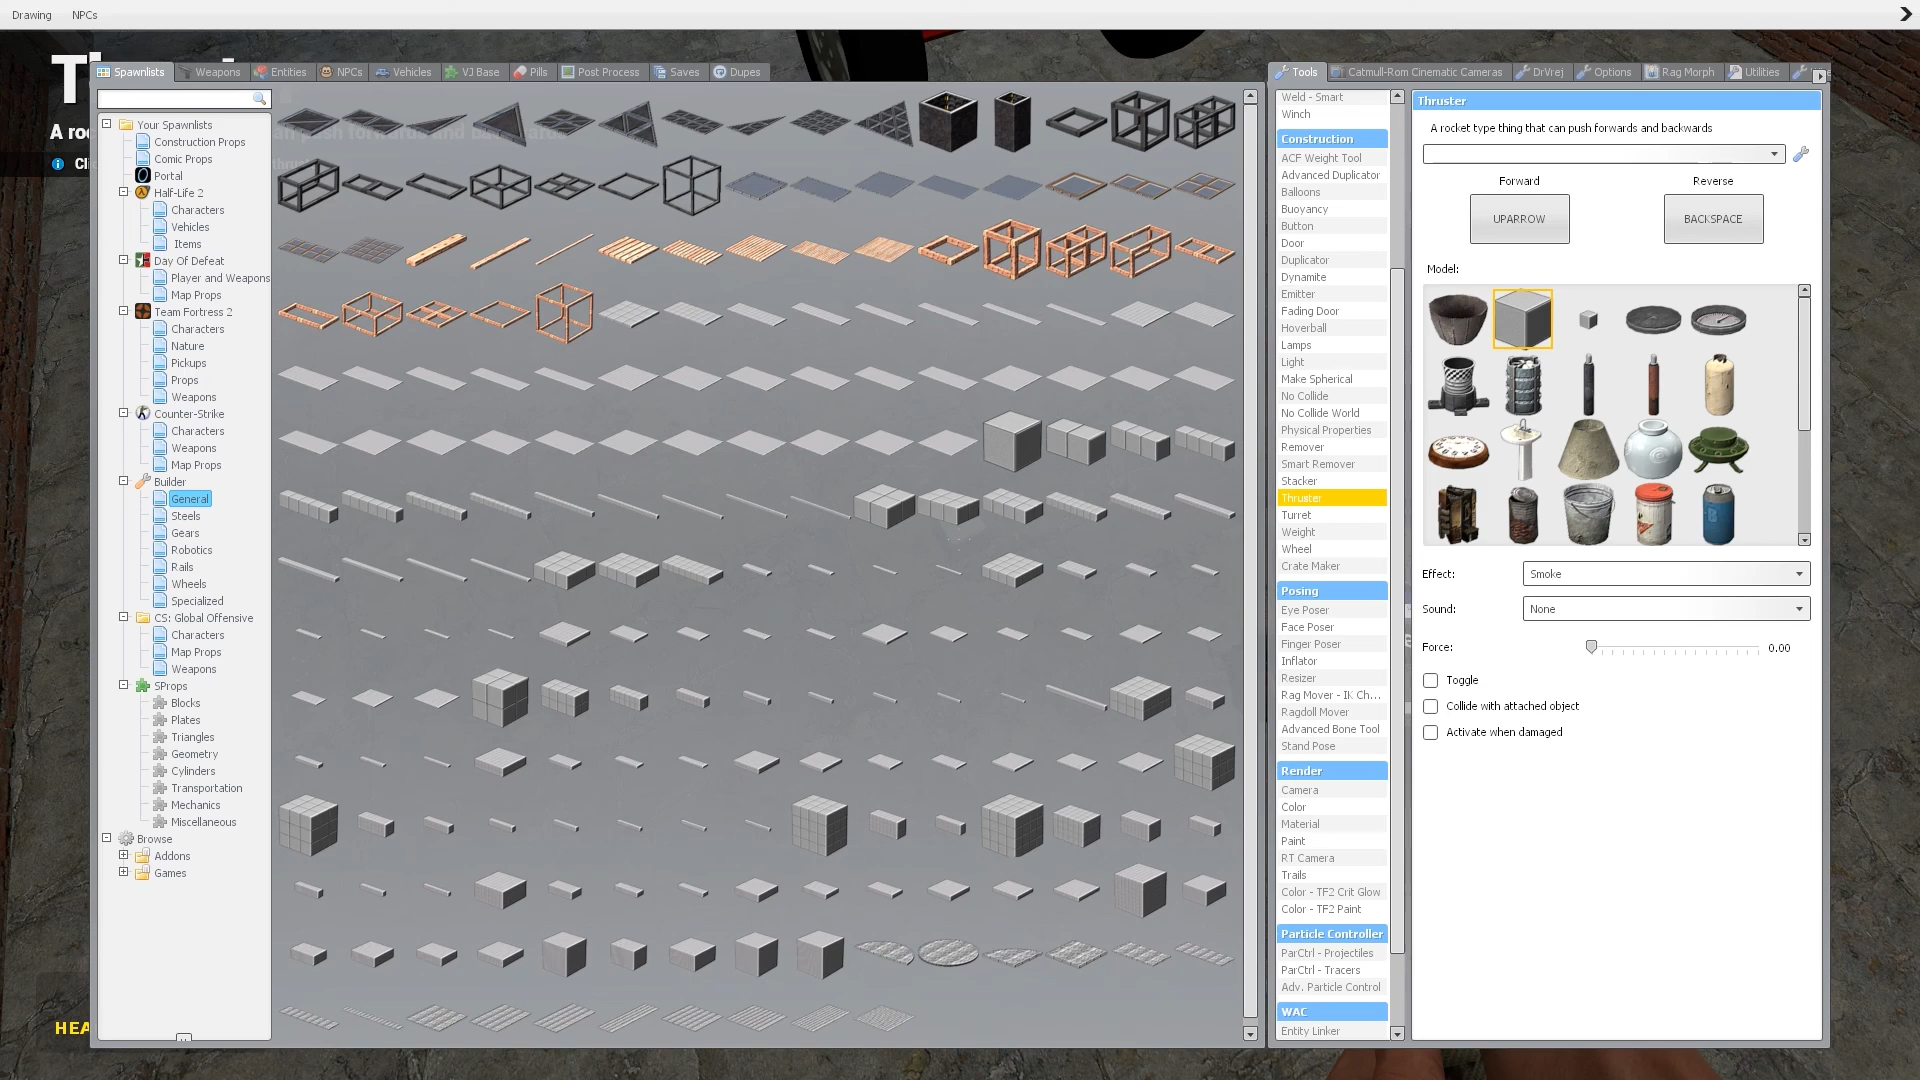 Drawing NPCs
A roc
an push forwards and backwards
Cli
thrust
HEA
Spawnlists Weapons Entities NPCs Vehicles VJ Base Pills Post Process Saves Dupes
Your Spawnlists
Construction Props
Comic Props
Portal
Half-Life 2
Characters
Vehicles
Items
Day Of Defeat
Player and Weapons
Map Props
Team Fortress 2
Characters
Nature
Pickups
Props
Weapons
Counter-Strike
Characters
Weapons
Map Props
Builder
General
Steels
Gears
Robotics
Rails
Wheels
Specialized
CS: Global Offensive
Characters
Map Props
Weapons
SProps
Blocks
Plates
Triangles
Geometry
Cylinders
Transportation
Mechanics
Miscellaneous
Browse
Addons
Games
Tools Catmull-Rom Cinematic Cameras DrVrej Options Rag Morph Utilities
Weld - Smart
Winch
Construction
ACF Weight Tool
Advanced Duplicator
Balloons
Buoyancy
Button
Door
Duplicator
Dynamite
Emitter
Fading Door
Hoverball
Lamps
Light
Make Spherical
No Collide
No Collide World
Physical Properties
Remover
Smart Remover
Stacker
Thruster
Turret
Weight
Wheel
Crate Maker
Posing
Eye Poser
Face Poser
Finger Poser
Inflator
Resizer
Rag Mover - IK Ch...
Ragdoll Mover
Advanced Bone Tool
Stand Pose
Render
Camera
Color
Material
Paint
RT Camera
Trails
Color - TF2 Crit Glow
Color - TF2 Paint
Particle Controller
ParCtrl - Projectiles
ParCtrl - Tracers
Adv. Particle Control
WAC
Entity Linker
Thruster
A rocket type thing that can push forwards and backwards
Forward Reverse
UPARROW BACKSPACE
Model:
Effect: Smoke
Sound: None
Force: 0.00
Toggle
Collide with attached object
Activate when damaged